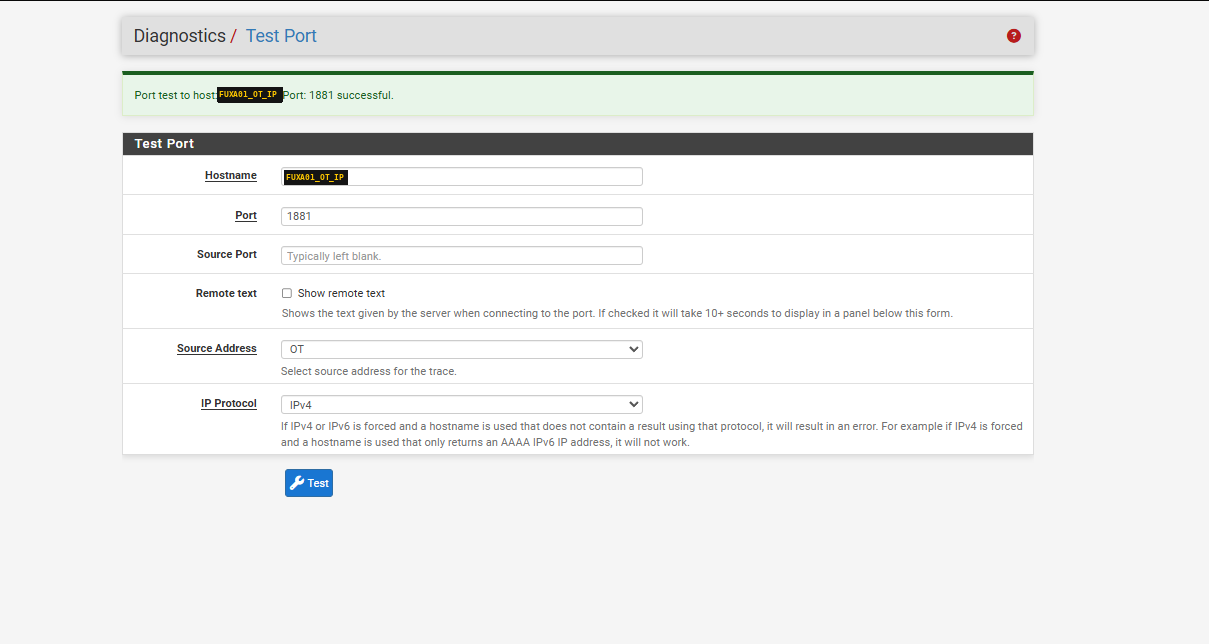 Diagnostics / Test Port
?
Port test to host: FUXA01_OT_IP Port: 1881 successful.
Test Port
Hostname
FUXA01_OT_IP
Port
1881
Source Port
Typically left blank.
Remote text
Show remote text
Shows the text given by the server when connecting to the port. If checked it will take 10+ seconds to display in a panel below this form.
Source Address
OT
Select source address for the trace.
IP Protocol
IPv4
If IPv4 or IPv6 is forced and a hostname is used that does not contain a result using that protocol, it will result in an error. For example if IPv4 is forced
and a hostname is used that only returns an AAAA IPv6 IP address, it will not work.
Test